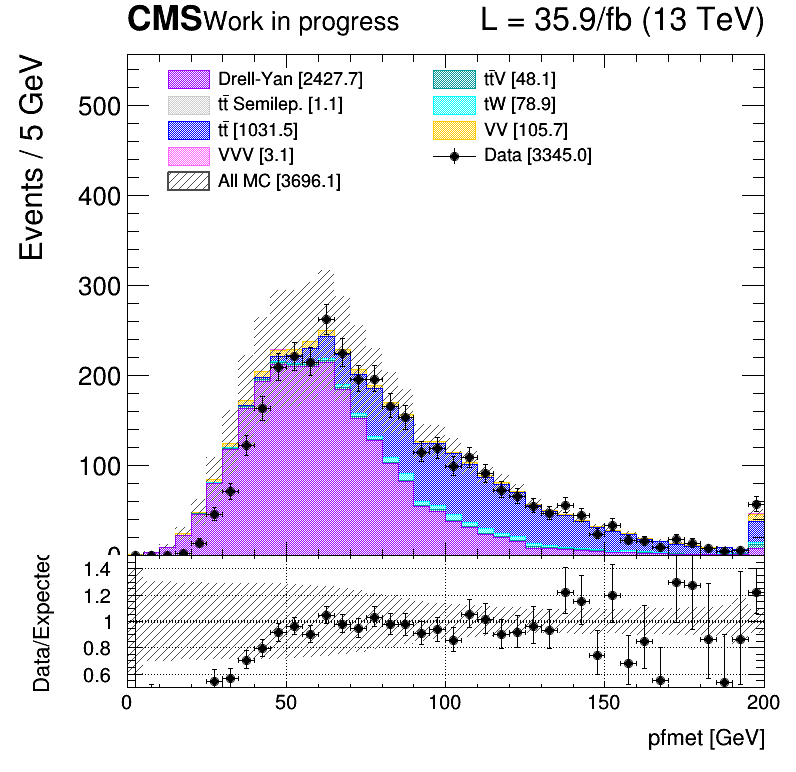 CMS Work in progress L = 35.9/fb (13 TeV)
Events / 5 GeV
500
400
300
200
100
0
Drell-Yan [2427.7]
tt̄ Semilep. [1.1]
tt̄ [1031.5]
VVV [3.1]
All MC [3696.1]
tt̄V [48.1]
tW [78.9]
VV [105.7]
Data [3345.0]
Data/Expected
1.4
1.2
1
0.8
0.6
0 50 100 150 200
pfmet [GeV]